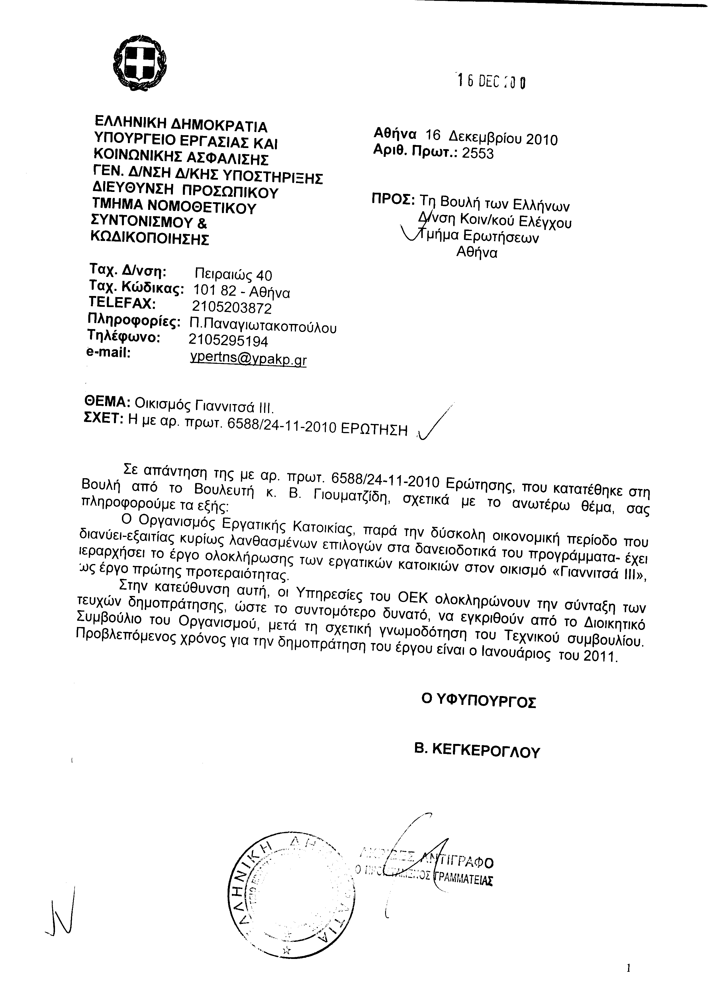 16 DEC
ΕΛΛΗΝΙΚΗ ΔΗΜΟΚΡΑΤΙΑ
ΥΠΟΥΡΓΕΙΟ ΕΡΓΑΣΙΑΣ ΚΑΙ
ΚΟΙΝΩΝΙΚΗΣ ΑΣΦΑΛΙΣΗΣ
ΓΕΝ. Δ/ΝΣΗ Δ/ΚΗΣ ΥΠΟΣΤΗΡΙΞΗΣ
ΔΙΕΥΘΥΝΣΗ ΠΡΟΣΩΠΙΚΟΥ
ΤΜΗΜΑ ΝΟΜΟΘΕΤΙΚΟΥ
ΣΥΝΤΟΝΙΣΜΟΥ &
ΚΩΔΙΚΟΠΟΙΗΣΗΣ
Αθήνα 16 Δεκεμβρίου 2010
Αριθ. Πρωτ.: 2553
ΠΡΟΣ: Τη Βουλή των Ελλήνων
Δ/νση Κοιν/κού Ελέγχου
Τμήμα Ερωτήσεων
Αθήνα
Ταχ. Δ/νση: Πειραιώς 40
Ταχ. Κώδικας: 101 82 - Αθήνα
TELEFAX: 2105203872
Πληροφορίες: Π.Παναγιωτακοπούλου
Τηλέφωνο: 2105295194
e-mail: ypertns@ypakp.gr
ΘΕΜΑ: Οικισμός Γιαννιτσά ΙΙΙ.
ΣΧΕΤ: Η με αρ. πρωτ. 6588/24-11-2010 ΕΡΩΤΗΣΗ
Σε απάντηση της με αρ. πρωτ. 6588/24-11-2010 Ερώτησης, που κατατέθηκε στη
Βουλή από το Βουλευτή κ. Β. Γιουματζίδη, σχετικά με το ανωτέρω θέμα, σας
πληροφορούμε τα εξής:
Ο Οργανισμός Εργατικής Κατοικίας, παρά την δύσκολη οικονομική περίοδο που
διανύει-εξαιτίας κυρίως λανθασμένων επιλογών στα δανειοδοτικά του προγράμματα- έχει
ιεραρχήσει το έργο ολοκλήρωσης των εργατικών κατοικιών στον οικισμό «Γιαννιτσά ΙΙΙ»,
ως έργο πρώτης προτεραιότητας.
Στην κατεύθυνση αυτή, οι Υπηρεσίες του ΟΕΚ ολοκληρώνουν την σύνταξη των
τευχών δημοπράτησης, ώστε το συντομότερο δυνατό, να εγκριθούν από το Διοικητικό
Συμβούλιο του Οργανισμού, μετά τη σχετική γνωμοδότηση του Τεχνικού συμβουλίου.
Προβλεπόμενος χρόνος για την δημοπράτηση του έργου είναι ο Ιανουάριος του 2011.
Ο ΥΦΥΠΟΥΡΓΟΣ
Β. ΚΕΓΚΕΡΟΓΛΟΥ
ΕΛΛΗΝΙΚΗ ΔΗΜΟΚΡΑΤΙΑ
ΑΚΡΙΒΕΣ ΑΝΤΙΓΡΑΦΟ
Ο ΠΡΟΪΣΤΑΜΕΝΟΣ ΓΡΑΜΜΑΤΕΙΑΣ
1